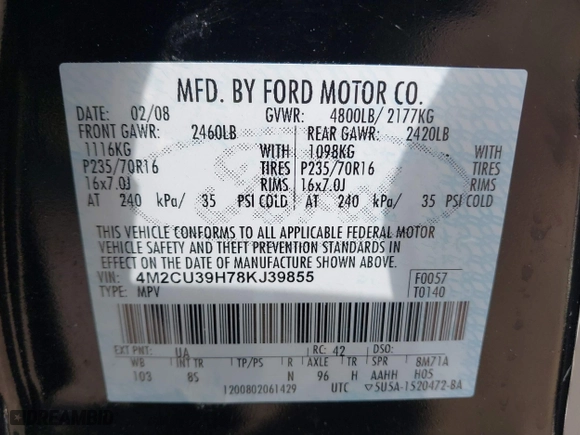 MFD. BY FORD MOTOR CO.
DATE: 02/08 GVWR: 4800LB/ 2177KG
FRONT GAWR: 2460LB REAR GAWR: 2420LB
1116KG WITH 1098KG WITH
P235/70R16 TIRES P235/70R16 TIRES
16x7.0J RIMS 16x7.0J RIMS
AT 240 kPa/ 35 PSI COLD AT 240 kPa/ 35 PSI COLD
THIS VEHICLE CONFORMS TO ALL APPLICABLE FEDERAL MOTOR
VEHICLE SAFETY AND THEFT PREVENTION STANDARDS IN
EFFECT ON THE DATE OF MANUFACTURE SHOWN ABOVE.
VIN: 4M2CU39H78KJ39855 F0057
TYPE: MPV T0140
EXT PNT: UA RC: 42 DSO:
WB INT TR TP/PS R AXLE TR SPR 8M71A
103 8S N 96 H AAHH H05
1200802061429 UTC 5U5A-1520472-BA
DREAMBID